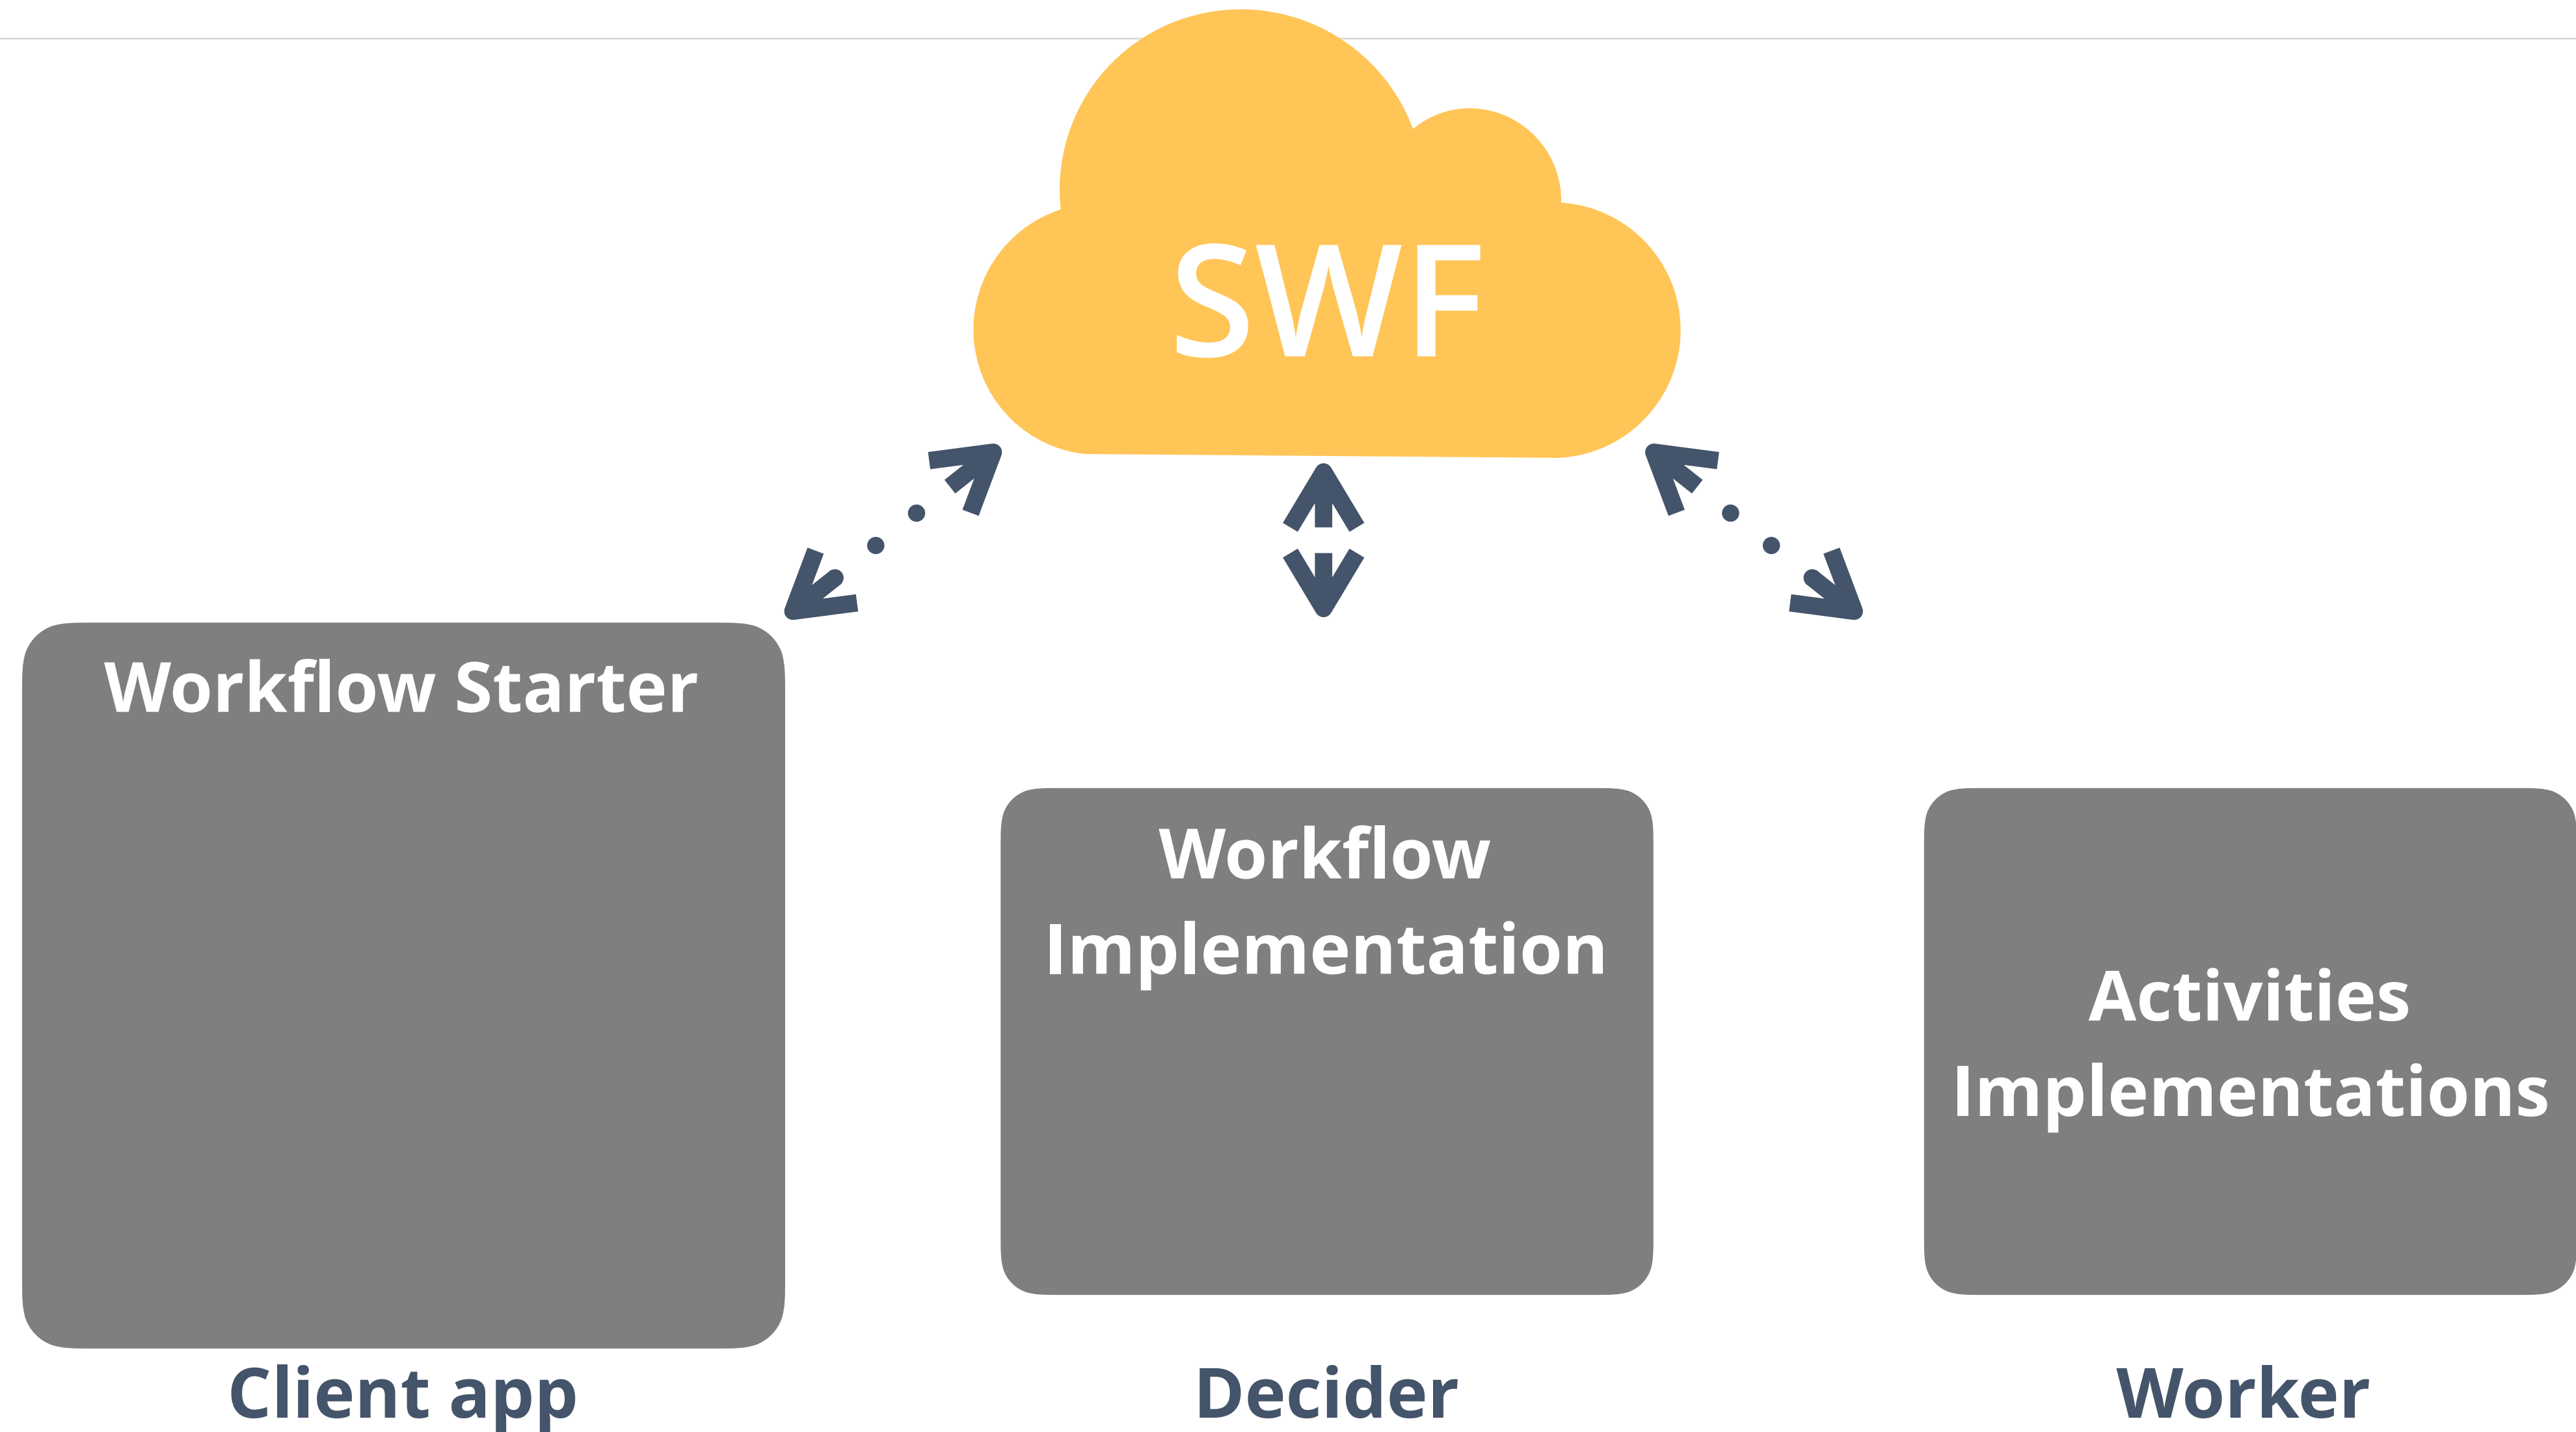 SWF
Workflow Starter
Workflow
Implementation
Activities
Implementations
Client app
Decider
Worker